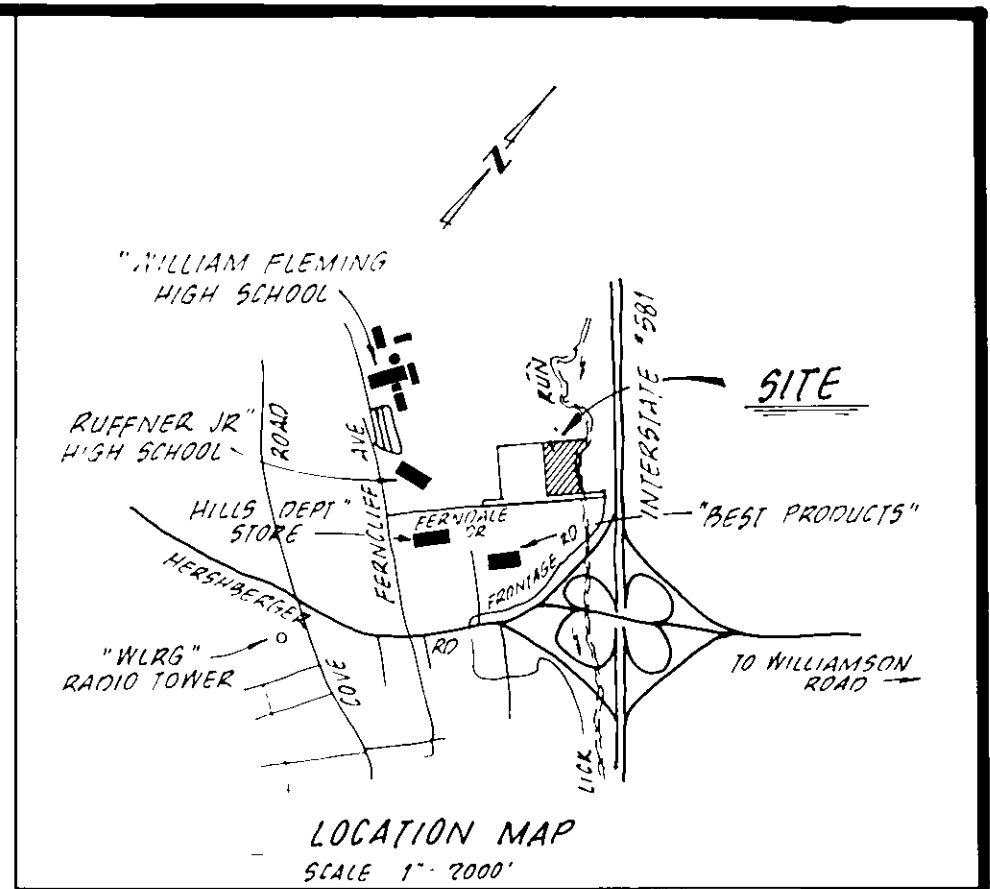 N
"WILLIAM FLEMING
HIGH SCHOOL
RUFFNER JR"
HIGH SCHOOL
ROAD
FERNCLIFF AVE.
RUN
INTERSTATE #581
SITE
HILLS DEPT"
STORE
FERNDALE
DR
"BEST PRODUCTS"
FRONTAGE RD
HERSHBERGER
RD
"WLRG"
RADIO TOWER
COVE
TO WILLIAMSON
ROAD
LICK
LOCATION MAP
SCALE 1" - 2000'